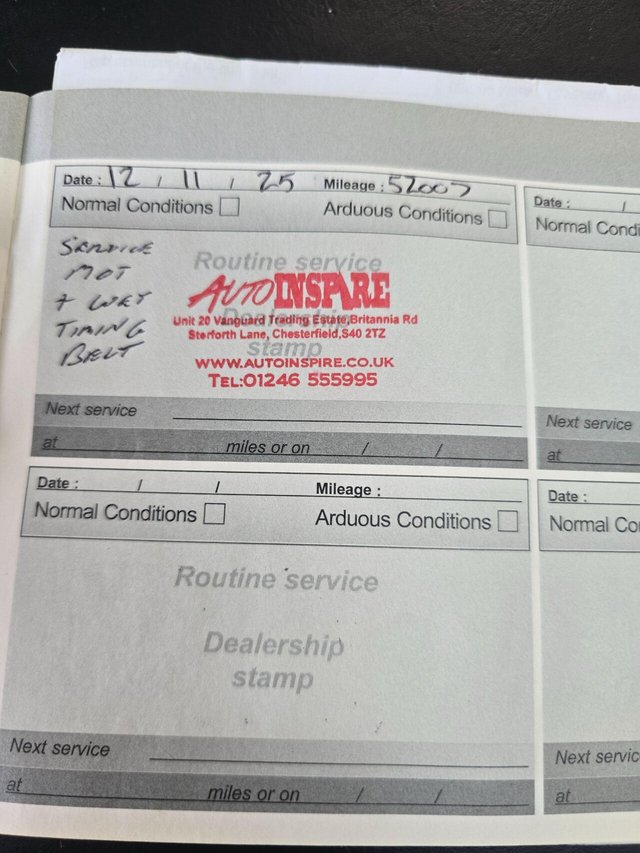 Date : 12 / 11 / 25 Mileage : 52007
Normal Conditions Arduous Conditions
SERVICE
MOT
+ WET
TIMING
BELT
Routine service
Dealership
stamp
AUTOINSPIRE
Unit 20 Vanguard Trading Estate,Britannia Rd
Storforth Lane, Chesterfield,S40 2TZ
WWW.AUTOINSPIRE.CO.UK
TEL:01246 555995
Next service
at miles or on / /
Date : / / Mileage :
Normal Conditions Arduous Conditions
Routine service
Dealership
stamp
Next service
at miles or on / /
Date : /
Normal Condi
Next service
at
Date :
Normal Co
Next servic
at